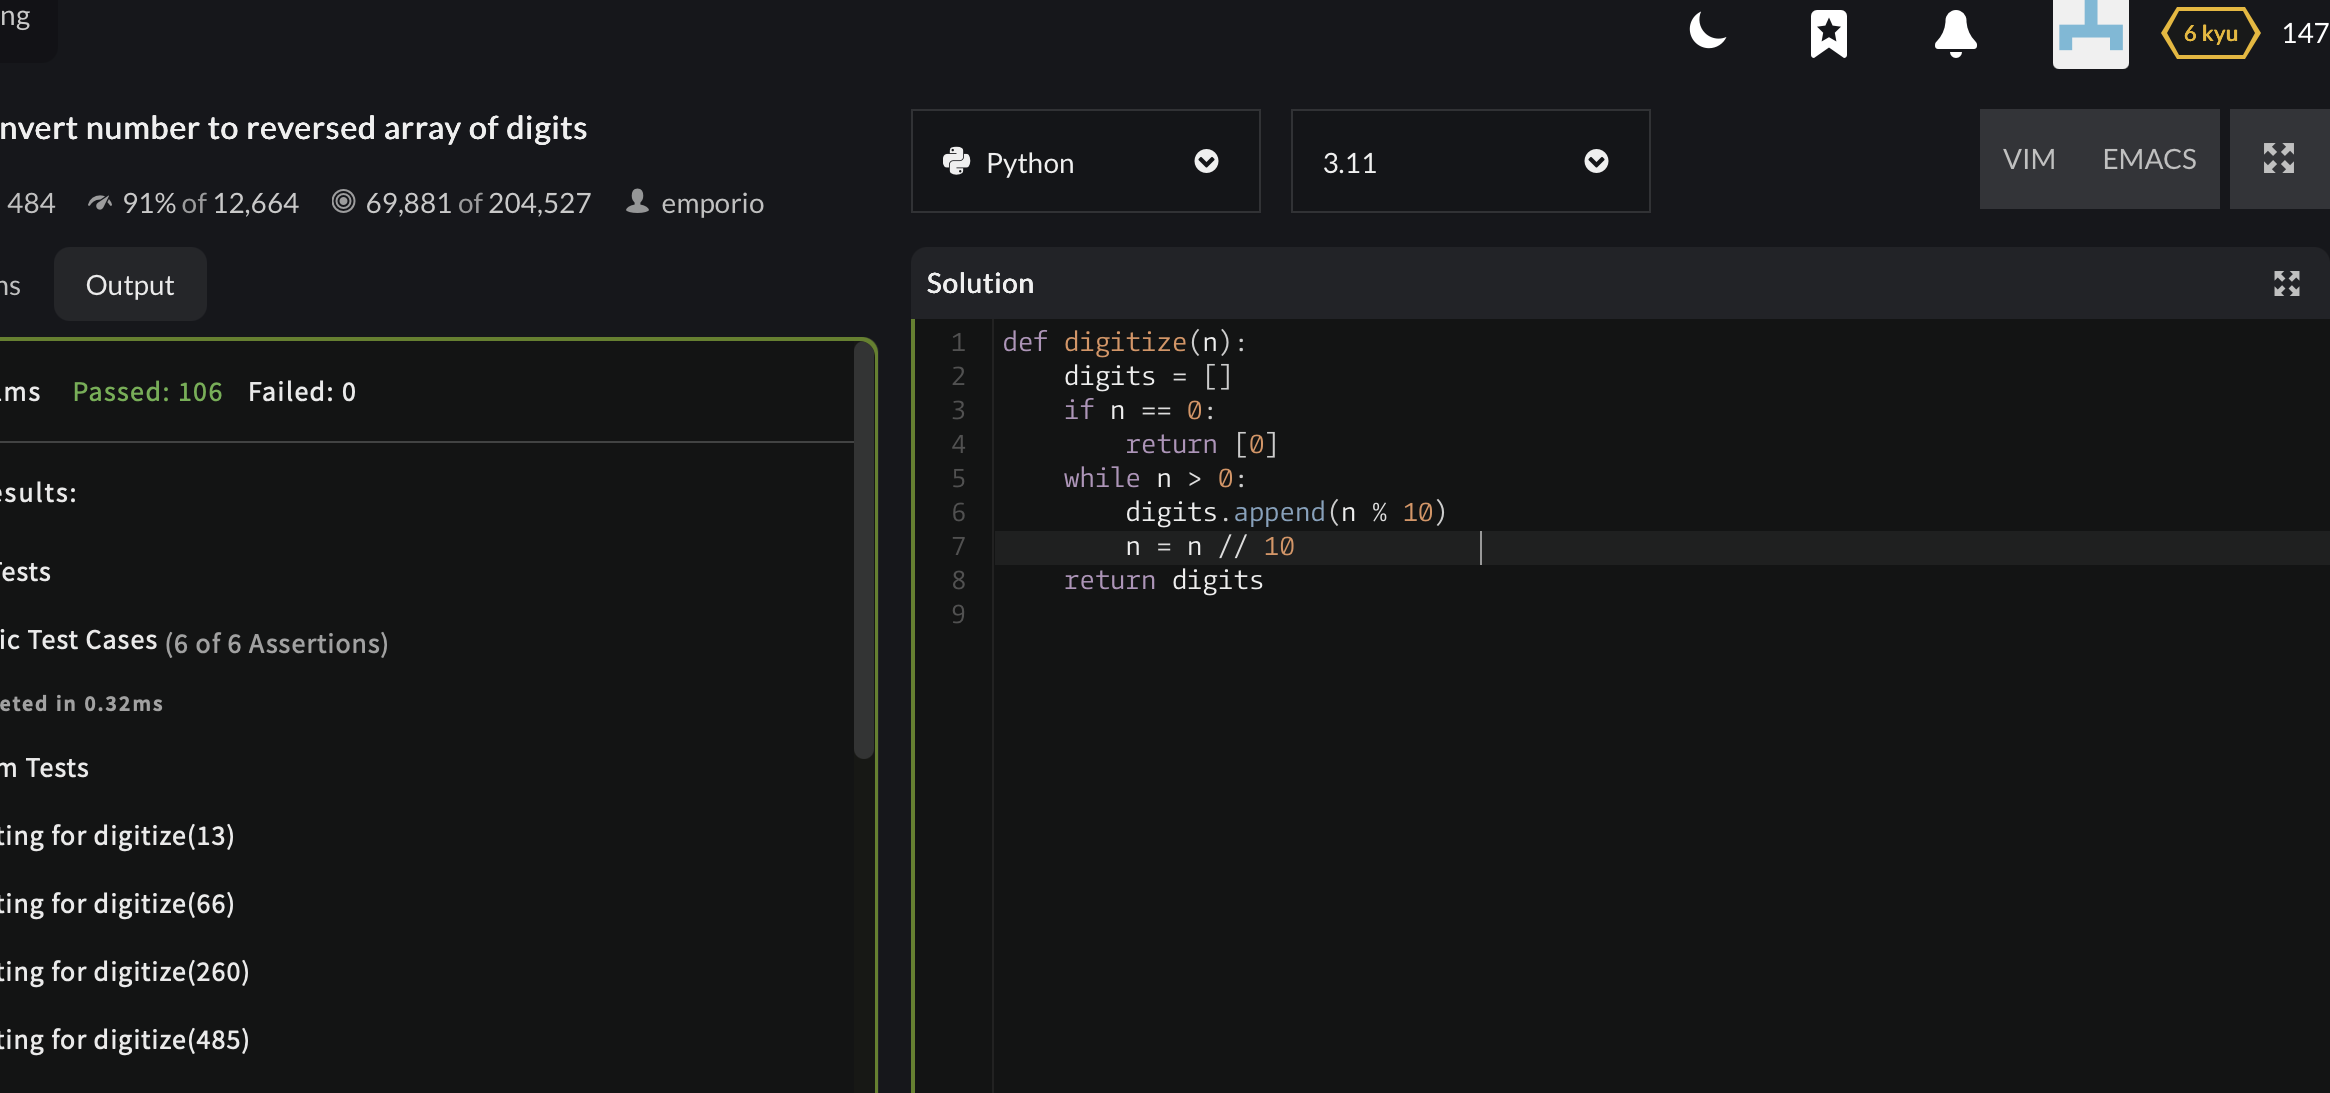 ng
6 kyu
147
nvert number to reversed array of digits
484 91% of 12,664 69,881 of 204,527 emporio
Python
3.11
VIM EMACS
ns
Output
ms Passed: 106 Failed: 0
esults:
Tests
ic Test Cases (6 of 6 Assertions)
eted in 0.32ms
m Tests
ting for digitize(13)
ting for digitize(66)
ting for digitize(260)
ting for digitize(485)
Solution
1 def digitize(n):
2     digits = []
3     if n == 0:
4         return [0]
5     while n > 0:
6         digits.append(n % 10)
7         n = n // 10
8     return digits
9